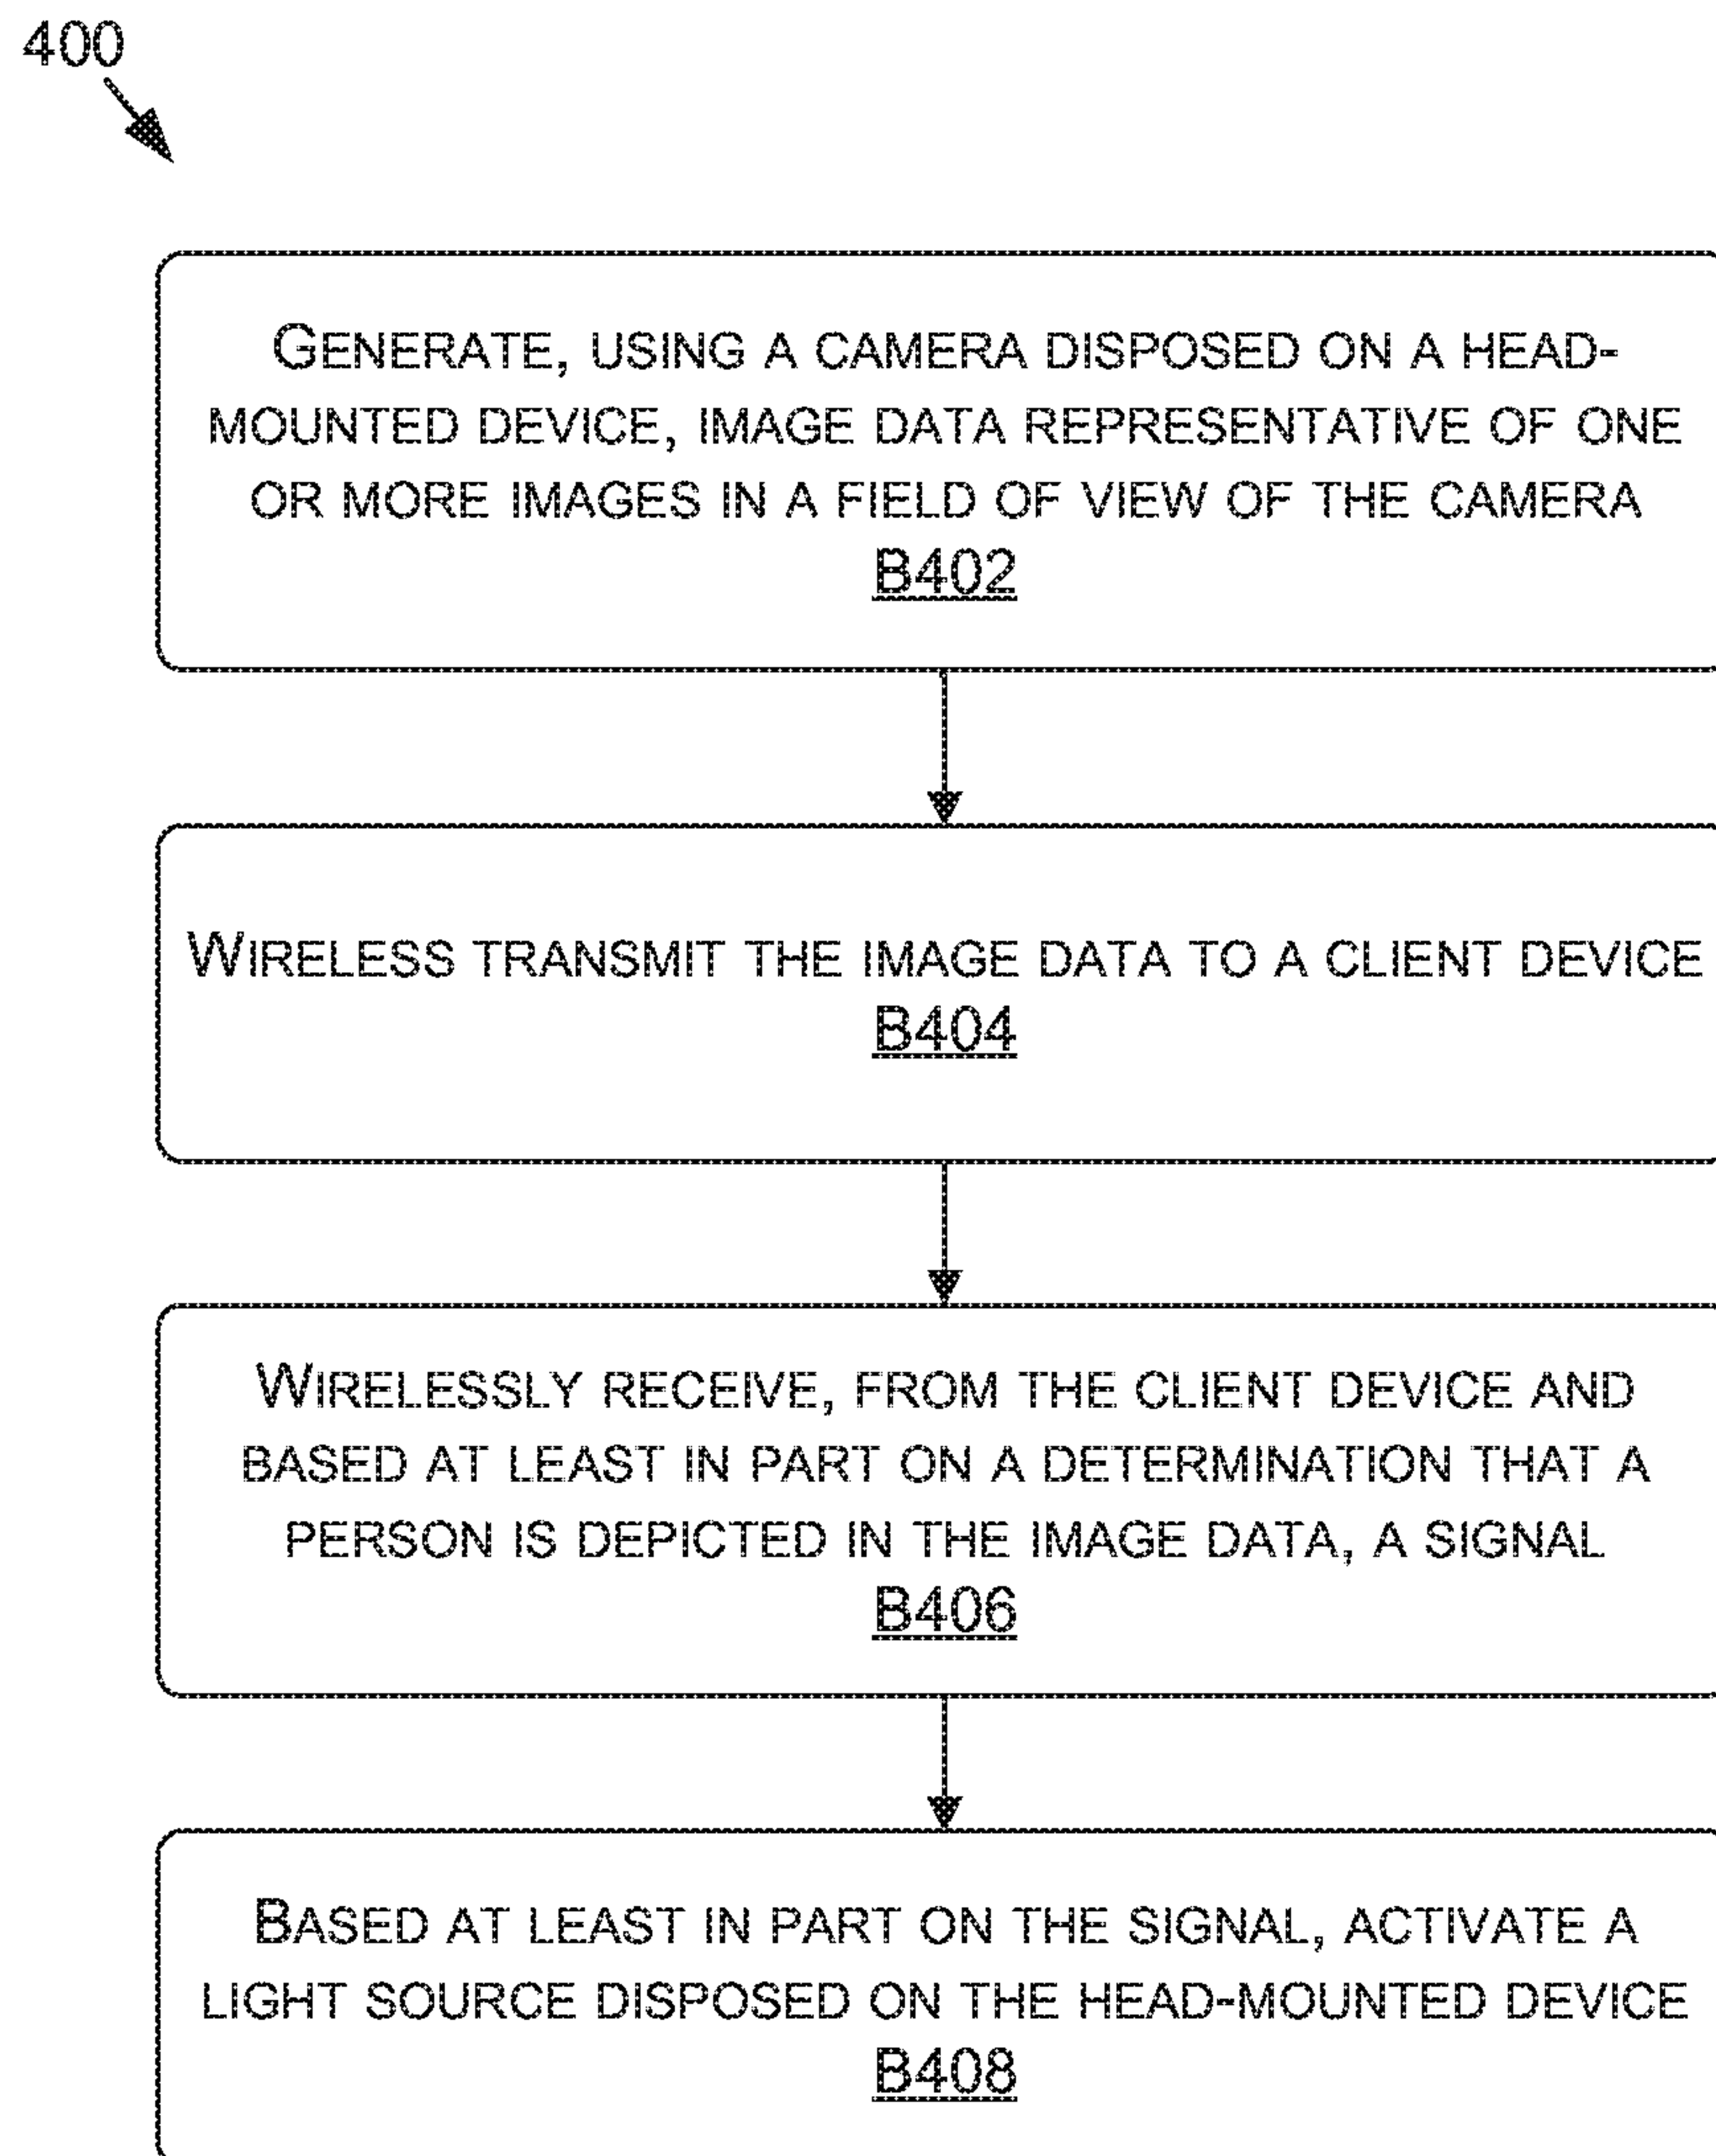 400
GENERATE, USING A CAMERA DISPOSED ON A HEAD-
MOUNTED DEVICE, IMAGE DATA REPRESENTATIVE OF ONE
OR MORE IMAGES IN A FIELD OF VIEW OF THE CAMERA
B402
WIRELESS TRANSMIT THE IMAGE DATA TO A CLIENT DEVICE
B404
WIRELESSLY RECEIVE, FROM THE CLIENT DEVICE AND
BASED AT LEAST IN PART ON A DETERMINATION THAT A
PERSON IS DEPICTED IN THE IMAGE DATA, A SIGNAL
B406
BASED AT LEAST IN PART ON THE SIGNAL, ACTIVATE A
LIGHT SOURCE DISPOSED ON THE HEAD-MOUNTED DEVICE
B408